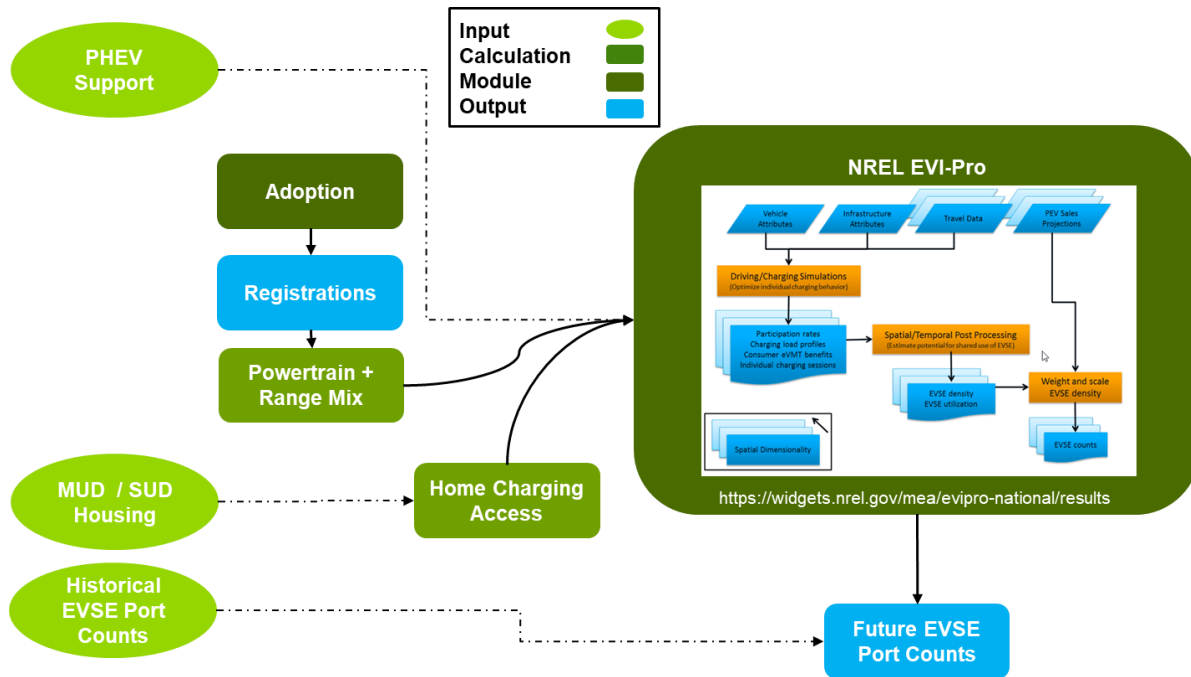 PHEV
Support
Input
Calculation
Module
Output
Adoption
Registrations
Powertrain +
Range Mix
MUD / SUD
Housing
Home Charging
Access
Historical
EVSE Port
Counts
NREL EVI-Pro
Vehicle
Attributes
Infrastructure
Attributes
Travel Data
PEV Sales
Projections
Driving/Charging Simulations
(Optimize individual charging behavior)
Participation rates
Charging load profiles
Consumer eVMT benefits
Individual charging sessions
Spatial/Temporal Post Processing
(Estimate potential for shared use of EVSE)
EVSE density
EVSE utilization
Weight and scale
EVSE density
EVSE counts
Spatial Dimensionality
https://widgets.nrel.gov/mea/evipro-national/results
Future EVSE
Port Counts